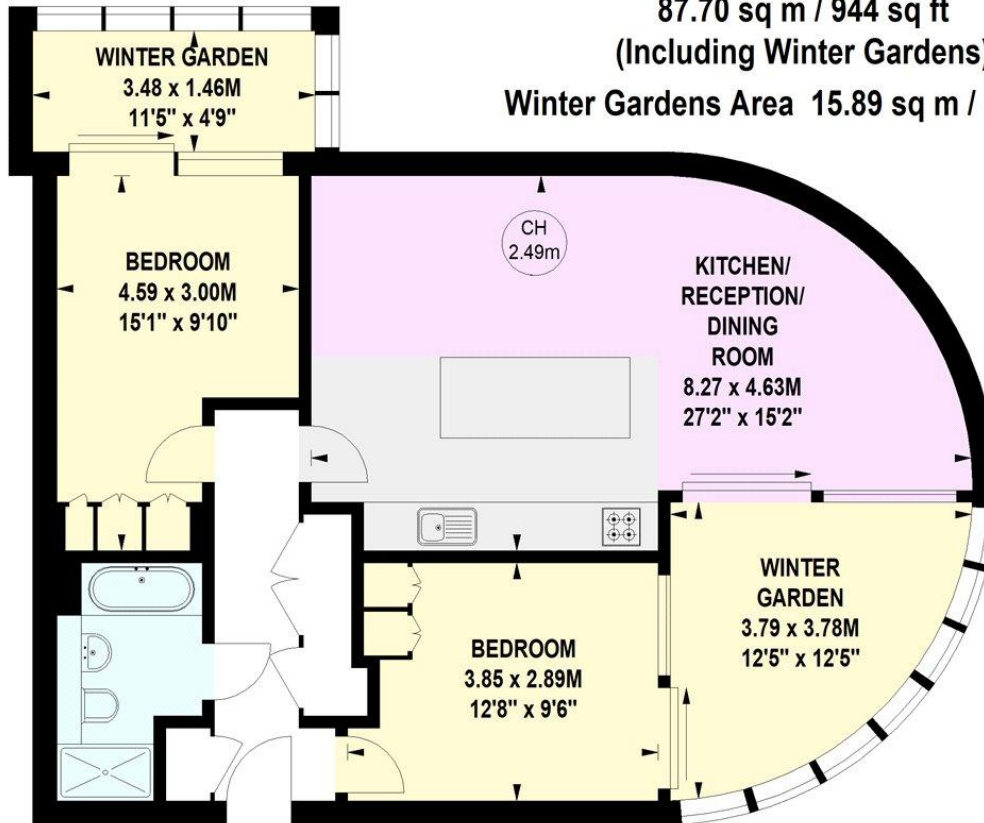 87.70 sq m / 944 sq ft
(Including Winter Gardens)
Winter Gardens Area 15.89 sq m /
WINTER GARDEN
3.48 x 1.46M
11'5" x 4'9"
BEDROOM
4.59 x 3.00M
15'1" x 9'10"
CH
2.49m
KITCHEN/
RECEPTION/
DINING
ROOM
8.27 x 4.63M
27'2" x 15'2"
WINTER
GARDEN
3.79 x 3.78M
12'5" x 12'5"
BEDROOM
3.85 x 2.89M
12'8" x 9'6"